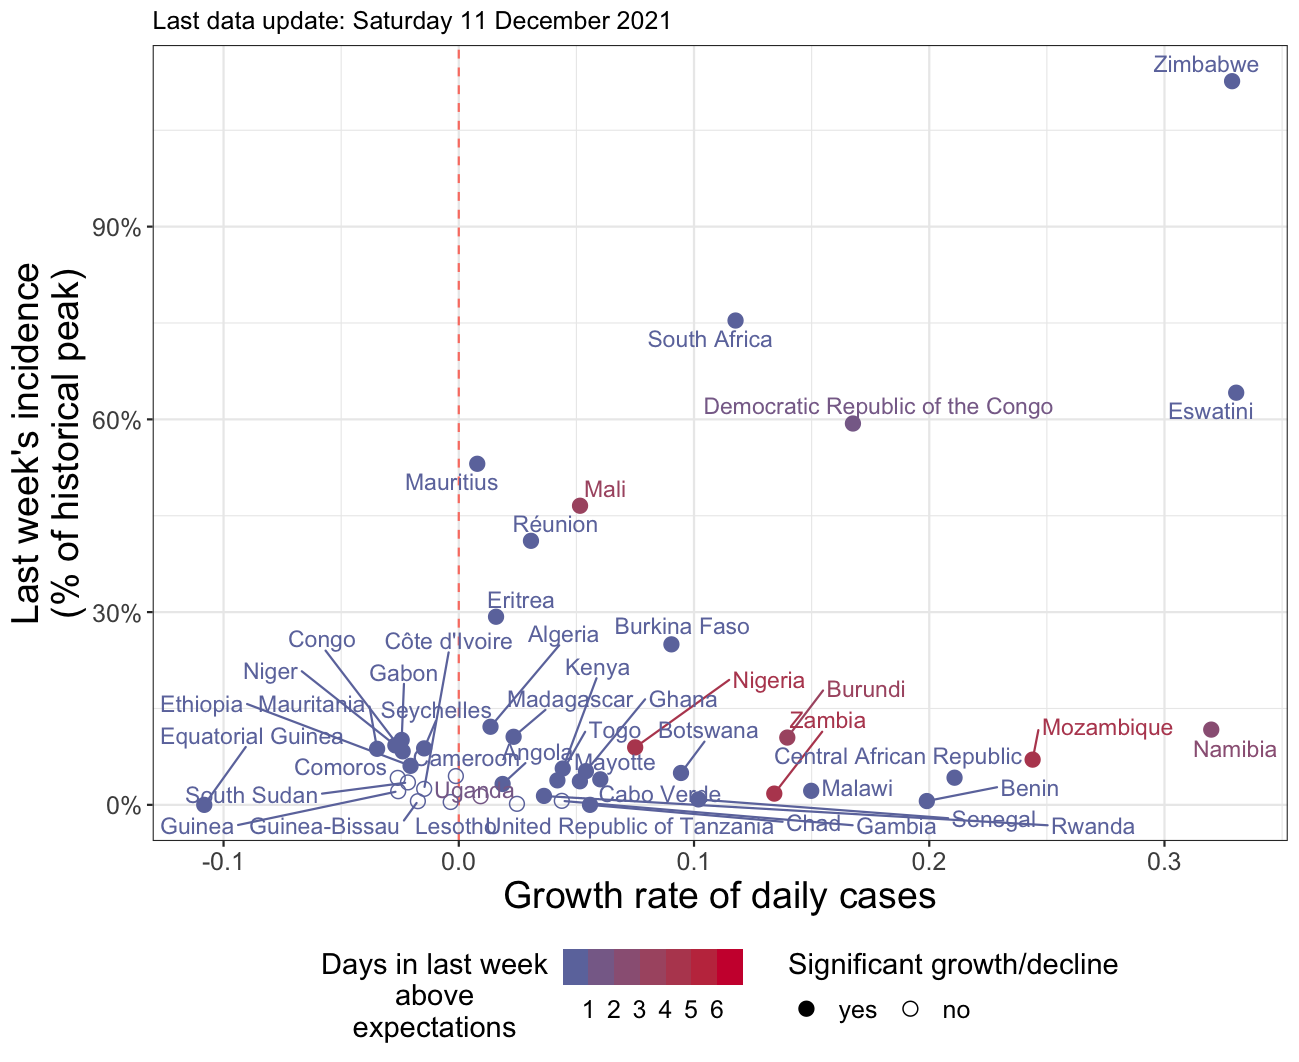 Last data update: Saturday 11 December 2021
Zimbabwe
90%
South Africa
Democratic Republic of the Congo
60%
Eswatini
Mauritius
Mali
Réunion
Last week's incidence
(% of historical peak)
30%
Eritrea
Burkina Faso
Congo
Côte d'Ivoire
Algeria
Niger
Gabon
Kenya
Nigeria
Burundi
Ethiopia
Mauritania
Seychelles
Madagascar
Ghana
Zambia
Mozambique
Equatorial Guinea
Togo
Botswana
Namibia
Comoros
Cameroon
Angola
Mayotte
Central African Republic
South Sudan
Uganda
Cabo Verde
Malawi
Benin
0%
Guinea
Guinea-Bissau
Lesotho
United Republic of Tanzania
Chad
Gambia
Senegal
Rwanda
-0.1
0.0
0.1
0.2
0.3
Growth rate of daily cases
Days in last week
above
expectations
1 2 3 4 5 6
Significant growth/decline
yes
no